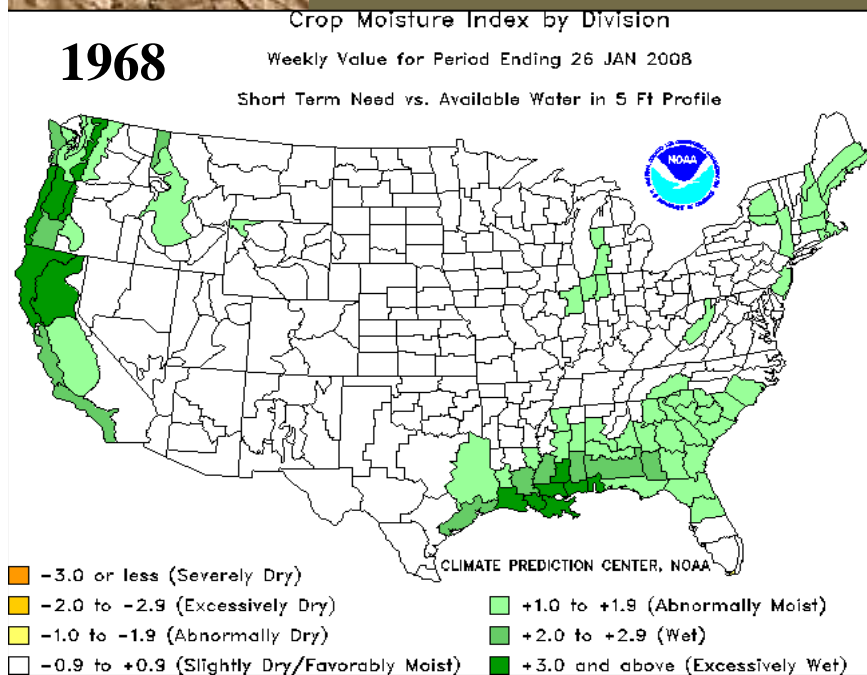 Crop Moisture Index by Division
1968
Weekly Value for Period Ending 26 JAN 2008
Short Term Need vs. Available Water in 5 Ft Profile
NOAA
CLIMATE PREDICTION CENTER, NOAA
-3.0 or less (Severely Dry)
-2.0 to -2.9 (Excessively Dry)
-1.0 to -1.9 (Abnormally Dry)
-0.9 to +0.9 (Slightly Dry/Favorably Moist)
+1.0 to +1.9 (Abnormally Moist)
+2.0 to +2.9 (Wet)
+3.0 and above (Excessively Wet)